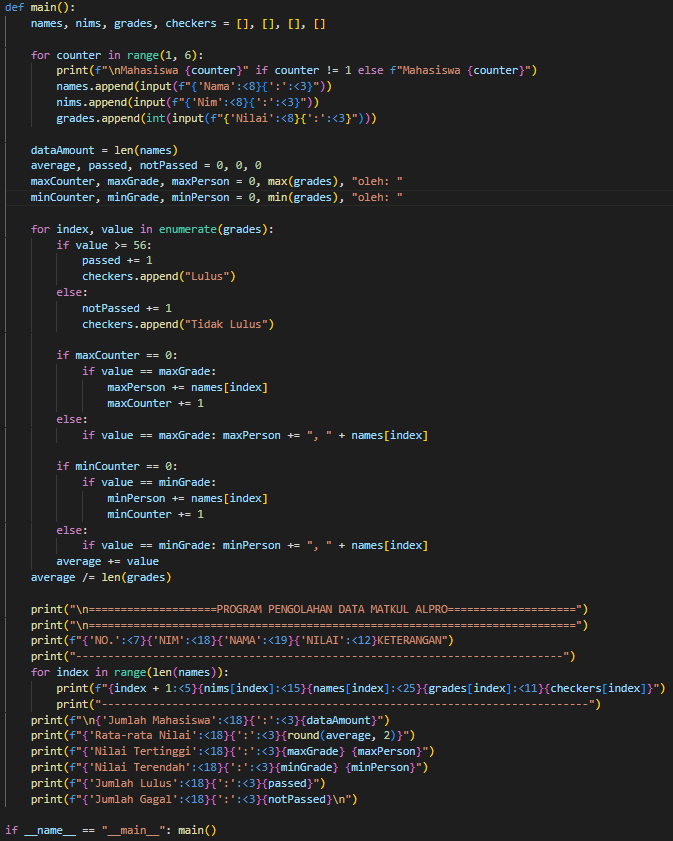 def main():
    names, nims, grades, checkers = [], [], [], []

    for counter in range(1, 6):
        print(f"\nMahasiswa {counter}" if counter != 1 else f"Mahasiswa {counter}")
        names.append(input(f"{'Nama':<8}{':':<3}"))
        nims.append(input(f"{'Nim':<8}{':':<3}"))
        grades.append(int(input(f"{'Nilai':<8}{':':<3}")))

    dataAmount = len(names)
    average, passed, notPassed = 0, 0, 0
    maxCounter, maxGrade, maxPerson = 0, max(grades), "oleh: "
    minCounter, minGrade, minPerson = 0, min(grades), "oleh: "

    for index, value in enumerate(grades):
        if value >= 56:
            passed += 1
            checkers.append("Lulus")
        else:
            notPassed += 1
            checkers.append("Tidak Lulus")

        if maxCounter == 0:
            if value == maxGrade:
                maxPerson += names[index]
                maxCounter += 1
        else:
            if value == maxGrade: maxPerson += ", " + names[index]

        if minCounter == 0:
            if value == minGrade:
                minPerson += names[index]
                minCounter += 1
        else:
            if value == minGrade: minPerson += ", " + names[index]
        average += value
    average /= len(grades)

    print("\n====================PROGRAM PENGOLAHAN DATA MATKUL ALPRO====================")
    print("\n============================================================================")
    print(f"{'NO.':<7}{'NIM':<18}{'NAMA':<19}{'NILAI':<12}KETERANGAN")
    print("----------------------------------------------------------------------------")
    for index in range(len(names)):
        print(f"{index + 1:<5}{nims[index]:<15}{names[index]:<25}{grades[index]:<11}{checkers[index]}")
        print("----------------------------------------------------------------------------")
    print(f"\n{'Jumlah Mahasiswa':<18}{':':<3}{dataAmount}")
    print(f"{'Rata-rata Nilai':<18}{':':<3}{round(average, 2)}")
    print(f"{'Nilai Tertinggi':<18}{':':<3}{maxGrade} {maxPerson}")
    print(f"{'Nilai Terendah':<18}{':':<3}{minGrade} {minPerson}")
    print(f"{'Jumlah Lulus':<18}{':':<3}{passed}")
    print(f"{'Jumlah Gagal':<18}{':':<3}{notPassed}\n")

if __name__ == "__main__": main()